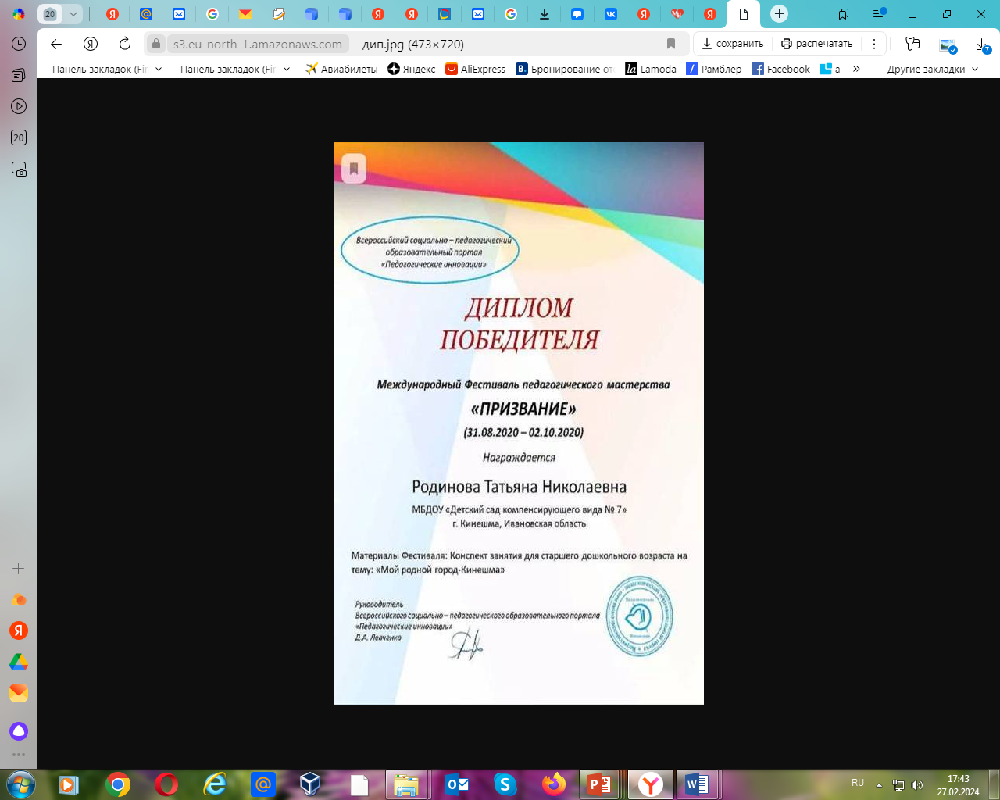 20
s3.eu-north-1.amazonaws.com дип.jpg (473×720)
сохранить
распечатать
7
Панель закладок (Fir
Панель закладок (Fir
Авиабилеты
Яндекс
AliExpress
Бронирование от
Lamoda
Рамблер
Facebook
a
Другие закладки
20
Всероссийский социально – педагогический
образовательный портал
«Педагогические инновации»
ДИПЛОМ
ПОБЕДИТЕЛЯ
Международный Фестиваль педагогического мастерства
«ПРИЗВАНИЕ»
(31.08.2020 – 02.10.2020)
Награждается
Родинова Татьяна Николаевна
МБДОУ «Детский сад компенсирующего вида № 7»
г. Кинешма, Ивановская область
Материалы Фестиваля: Конспект занятия для старшего дошкольного возраста на
тему: «Мой родной город-Кинешма»
Руководитель
Всероссийского социально – педагогического образовательного портала
«Педагогические инновации»
Д.А. Левченко
RU
17:43
27.02.2024